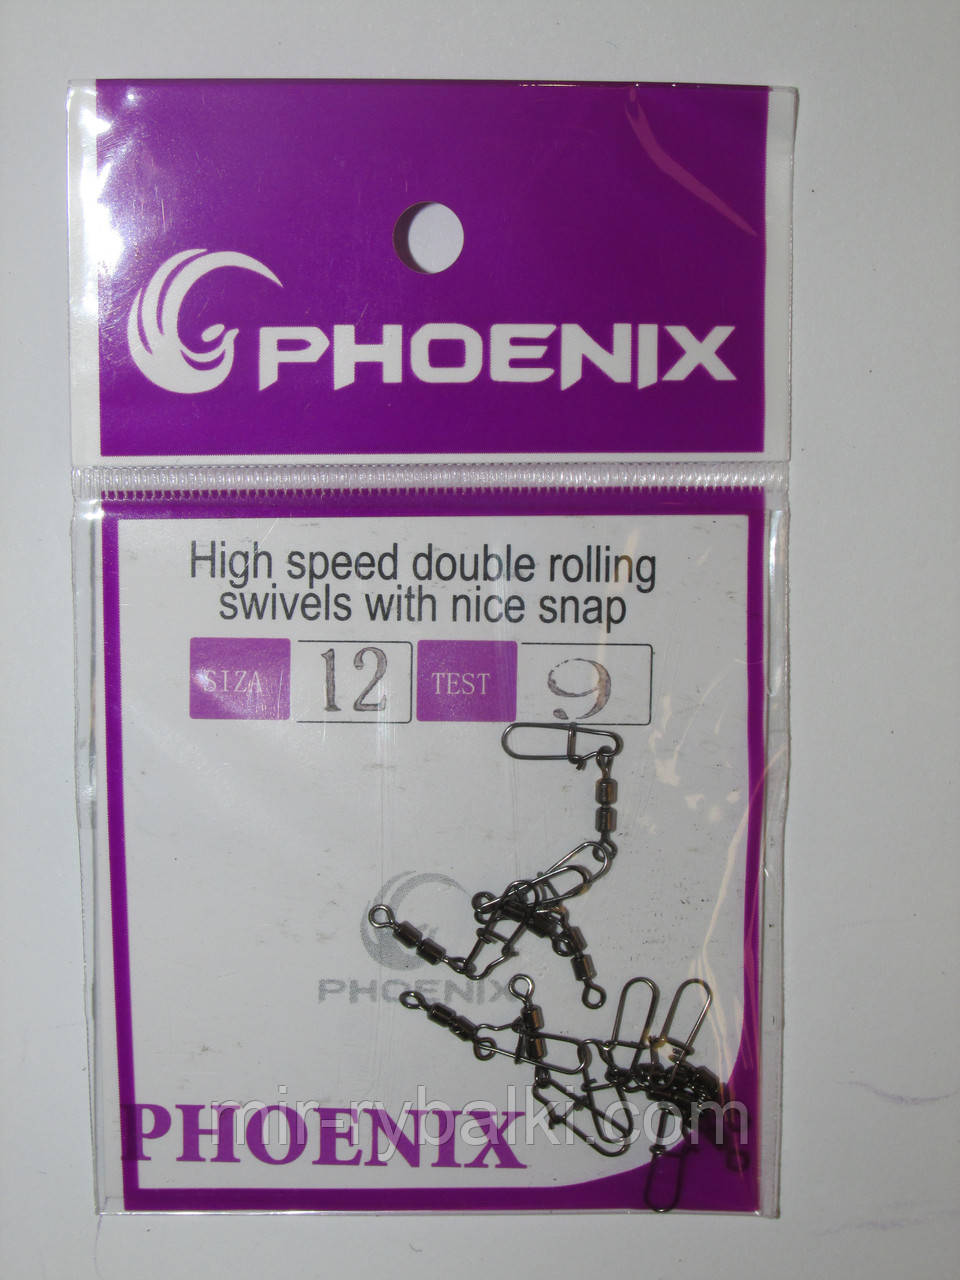 PHOENIX
High speed double rolling
swivels with nice snap
SIZA 12 TEST 9
PHOENIX
mir-rybalki.com
PHOENIX